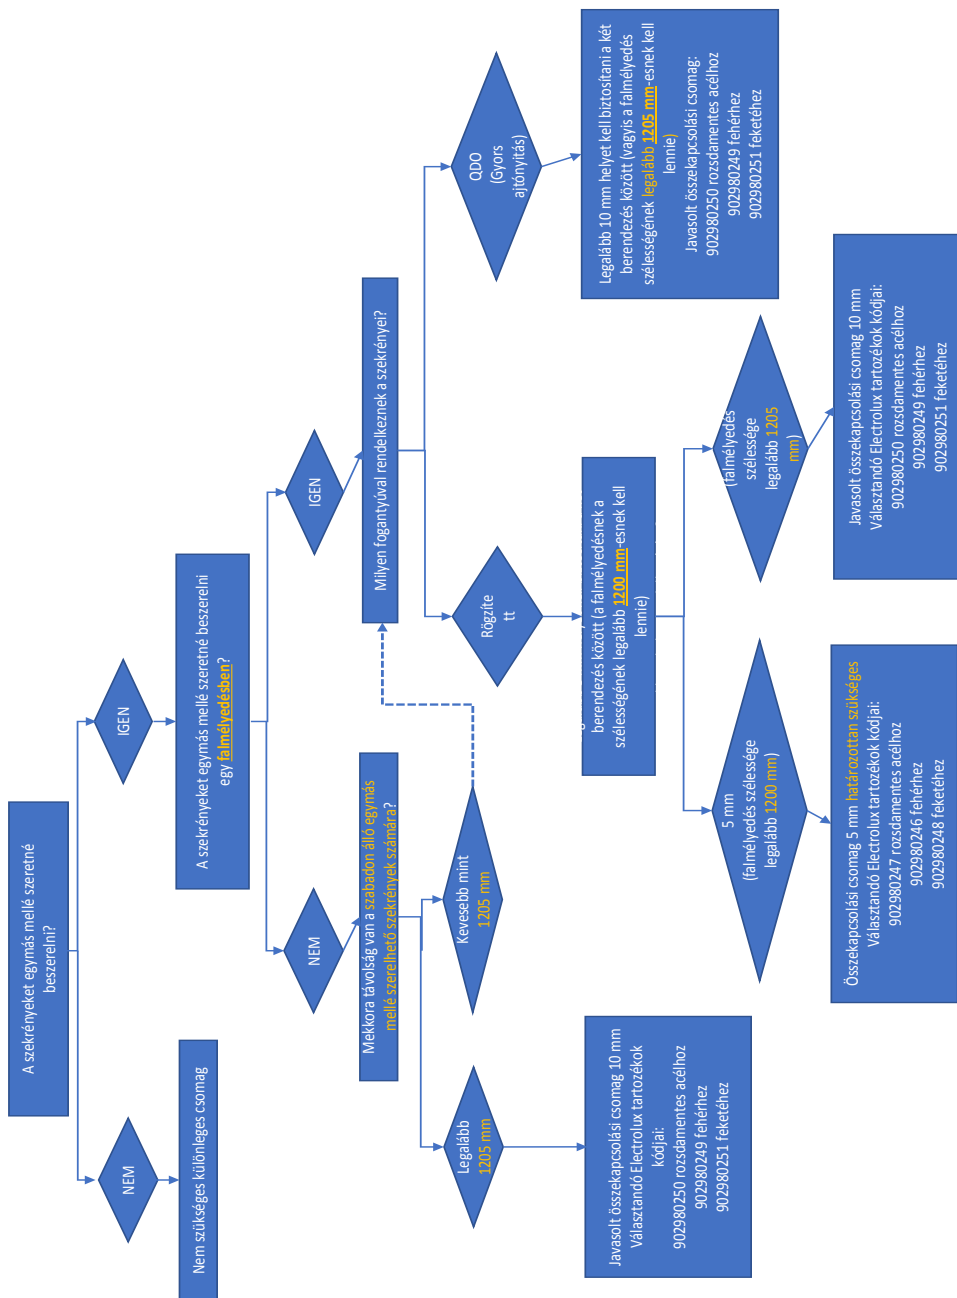 A szekrényeket egymás mellé szeretné
beszerelni?
NEM
IGEN
Nem szükséges különleges csomag
A szekrényeket egymás mellé szeretné beszerelni
egy falmélyedésben?
NEM
IGEN
Mekkora távolság van a szabadon álló egymás
mellé szerelhető szekrények számára?
Milyen fogantyúval rendelkeznek a szekrényei?
Legalább
1205 mm
Kevesebb mint
1205 mm
Rögzíte
tt
QDO
(Gyors
ajtónyitás)
Javasolt összekapcsolási csomag 10 mm
Választandó Electrolux tartozékok
kódjai:
902980250 rozsdamentes acélhoz
902980249 fehérhez
902980251 feketéhez
berendezés között (a falmélyedésnek a
szélességének legalább 1200 mm-esnek kell
lennie)
Legalább 10 mm helyet kell biztosítani a két
berendezés között (vagyis a falmélyedés
szélességének legalább 1205 mm-esnek kell
lennie)
Javasolt összekapcsolási csomag:
902980250 rozsdamentes acélhoz
902980249 fehérhez
902980251 feketéhez
5 mm
(falmélyedés szélessége
legalább 1200 mm)
(falmélyedés
szélessége
legalább 1205
mm)
Összekapcsolási csomag 5 mm határozottan szükséges
Választandó Electrolux tartozékok kódjai:
902980247 rozsdamentes acélhoz
902980246 fehérhez
902980248 feketéhez
Javasolt összekapcsolási csomag 10 mm
Választandó Electrolux tartozékok kódjai:
902980250 rozsdamentes acélhoz
902980249 fehérhez
902980251 feketéhez